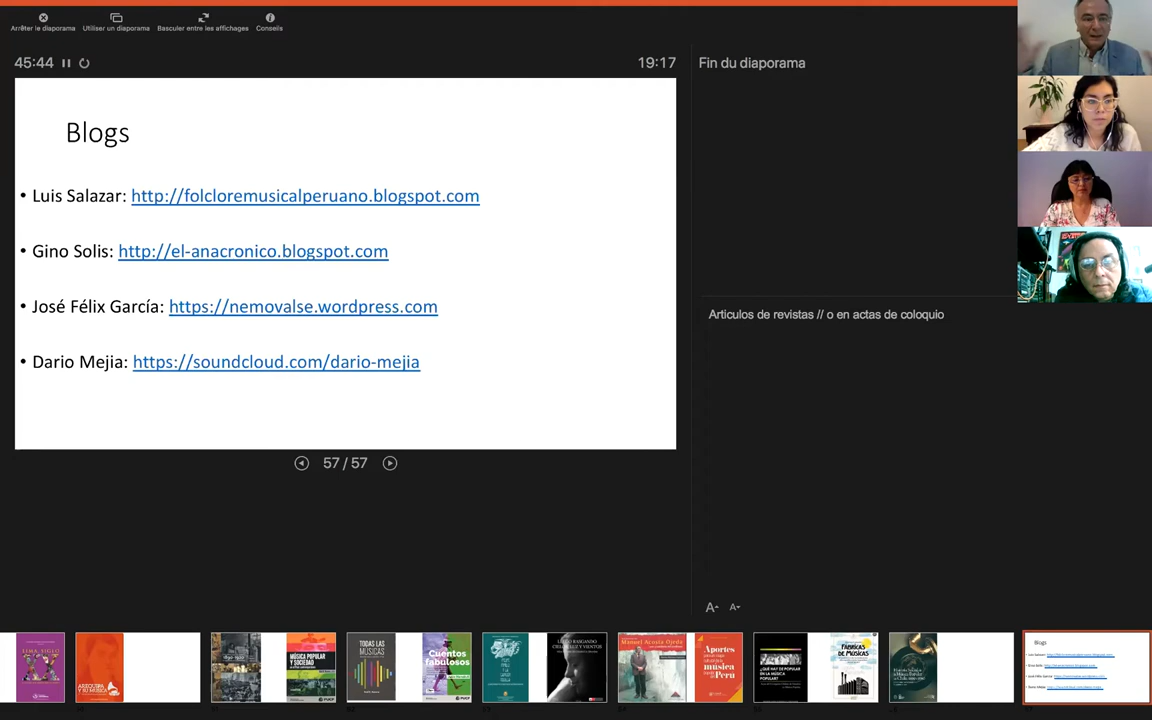 Arrêter le diaporama
Utiliser un diaporama
Basculer entre les affichages
Conseils
45:44
19:17
Fin du diaporama
Blogs
• Luis Salazar: http://folcloremusicalperuano.blogspot.com
• Gino Solis: http://el-anacronico.blogspot.com
• José Félix García: https://nemovalse.wordpress.com
• Dario Mejia: https://soundcloud.com/dario-mejia
57 / 57
Articulos de revistas // o en actas de coloquio
MÚSICA POPULAR
Y SOCIEDAD
TODAS LAS
MÚSICAS
Cuentos
fabulosos
Manuel Acosta Ojeda
Aportes
música
Perú
FÁBRICAS
DE MÚSICAS
Blogs